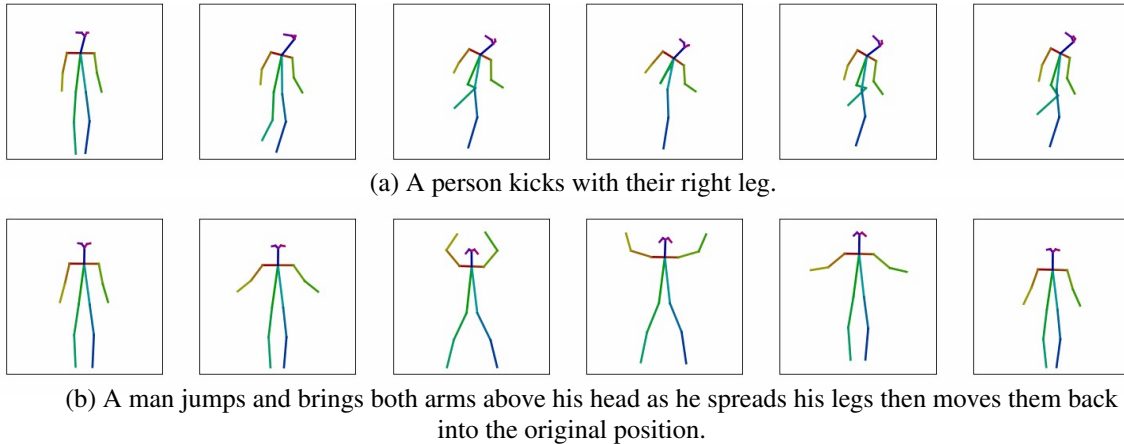 (a) A person kicks with their right leg.
(b) A man jumps and brings both arms above his head as he spreads his legs then moves them back
into the original position.